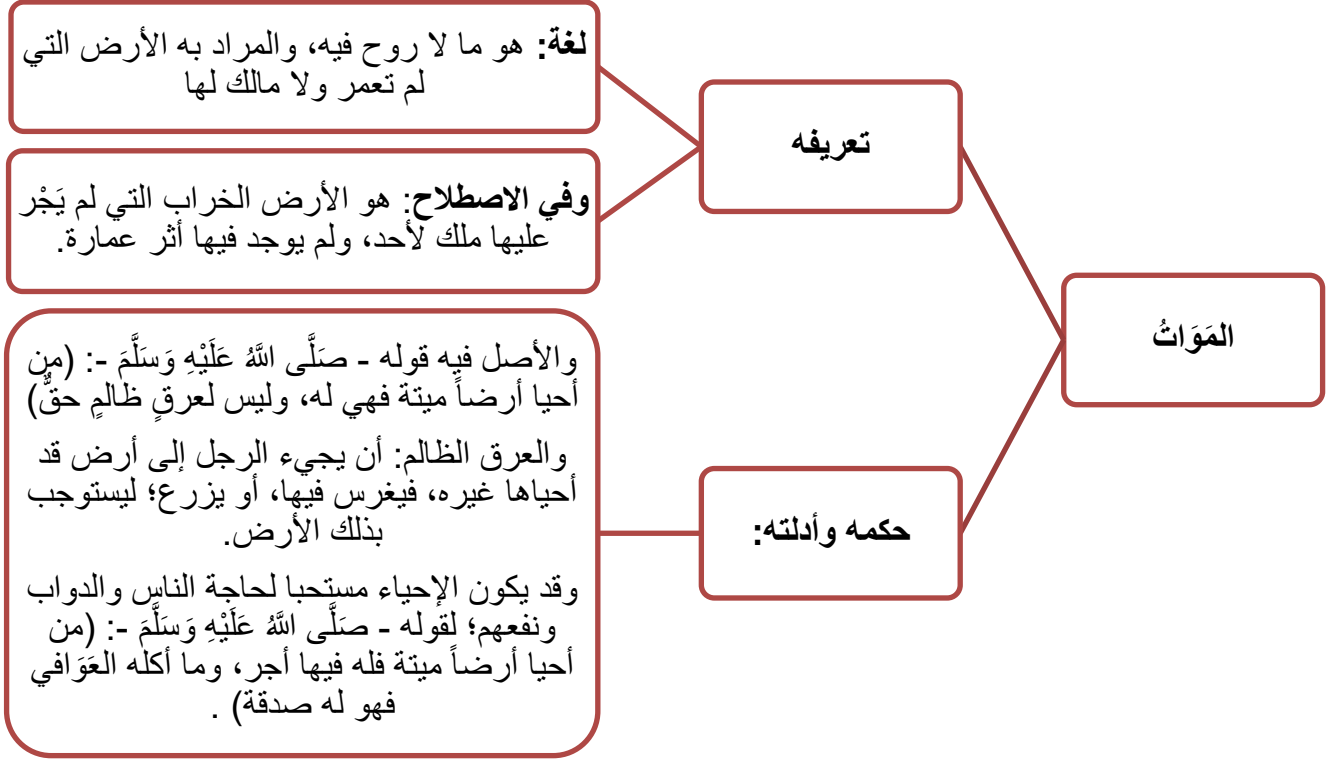 المَوَاتُ
تعريفه
لغة: هو ما لا روح فيه، والمراد به الأرض التي
لم تعمر ولا مالك لها
وفي الاصطلاح: هو الأرض الخراب التي لم يَجْر
عليها ملك لأحد، ولم يوجد فيها أثر عمارة.
حكمه وأدلته:
والأصل فيه قوله - صَلَّى اللَّهُ عَلَيْهِ وَسَلَّمَ -: (من
أحيا أرضاً ميتة فهي له، وليس لعرقٍ ظالمٍ حقٌّ)
والعرق الظالم: أن يجيء الرجل إلى أرض قد
أحياها غيره، فيغرس فيها، أو يزرع؛ ليستوجب
بذلك الأرض.
وقد يكون الإحياء مستحبا لحاجة الناس والدواب
ونفعهم؛ لقوله - صَلَّى اللَّهُ عَلَيْهِ وَسَلَّمَ -: (من
أحيا أرضاً ميتة فله فيها أجر، وما أكله العَوَافي
فهو له صدقة) .